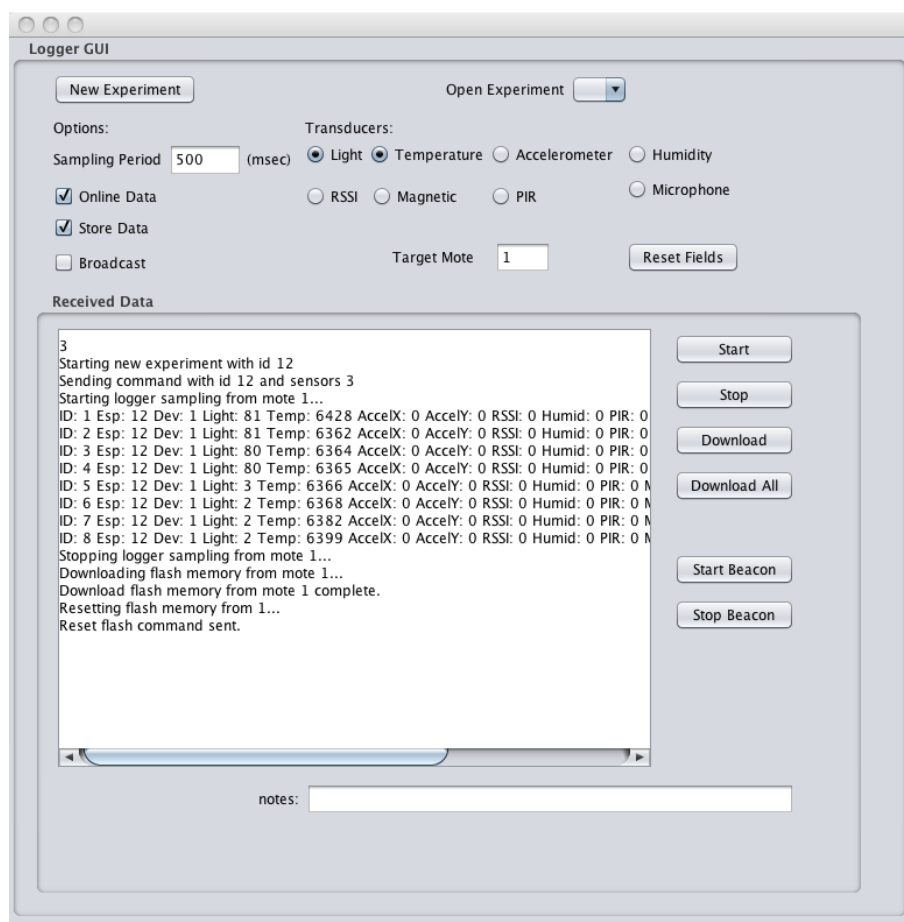 Logger GUI
New Experiment Open Experiment
Options: Transducers:
Sampling Period 500 (msec) Light Temperature Accelerometer Humidity
Online Data RSSI Magnetic PIR Microphone
Store Data
Broadcast Target Mote 1 Reset Fields
Received Data
3
Starting new experiment with id 12
Sending command with id 12 and sensors 3
Starting logger sampling from mote 1...
ID: 1 Esp: 12 Dev: 1 Light: 81 Temp: 6428 AccelX: 0 AccelY: 0 RSSI: 0 Humid: 0 PIR: 0
ID: 2 Esp: 12 Dev: 1 Light: 81 Temp: 6362 AccelX: 0 AccelY: 0 RSSI: 0 Humid: 0 PIR: 0
ID: 3 Esp: 12 Dev: 1 Light: 80 Temp: 6364 AccelX: 0 AccelY: 0 RSSI: 0 Humid: 0 PIR: 0
ID: 4 Esp: 12 Dev: 1 Light: 80 Temp: 6365 AccelX: 0 AccelY: 0 RSSI: 0 Humid: 0 PIR: 0
ID: 5 Esp: 12 Dev: 1 Light: 3 Temp: 6366 AccelX: 0 AccelY: 0 RSSI: 0 Humid: 0 PIR: 0
ID: 6 Esp: 12 Dev: 1 Light: 2 Temp: 6368 AccelX: 0 AccelY: 0 RSSI: 0 Humid: 0 PIR: 0
ID: 7 Esp: 12 Dev: 1 Light: 2 Temp: 6382 AccelX: 0 AccelY: 0 RSSI: 0 Humid: 0 PIR: 0
ID: 8 Esp: 12 Dev: 1 Light: 2 Temp: 6399 AccelX: 0 AccelY: 0 RSSI: 0 Humid: 0 PIR: 0
Stopping logger sampling from mote 1...
Downloading flash memory from mote 1...
Download flash memory from mote 1 complete.
Resetting flash memory from 1...
Reset flash command sent.
Start
Stop
Download
Download All
Start Beacon
Stop Beacon
notes: